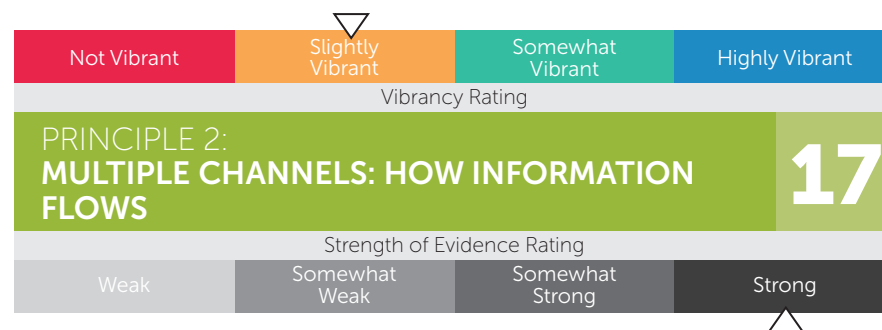 Not Vibrant
Slightly
Vibrant
Somewhat
Vibrant
Highly Vibrant
Vibrancy Rating
PRINCIPLE 2:
MULTIPLE CHANNELS: HOW INFORMATION
FLOWS
17
Strength of Evidence Rating
Weak
Somewhat
Weak
Somewhat
Strong
Strong